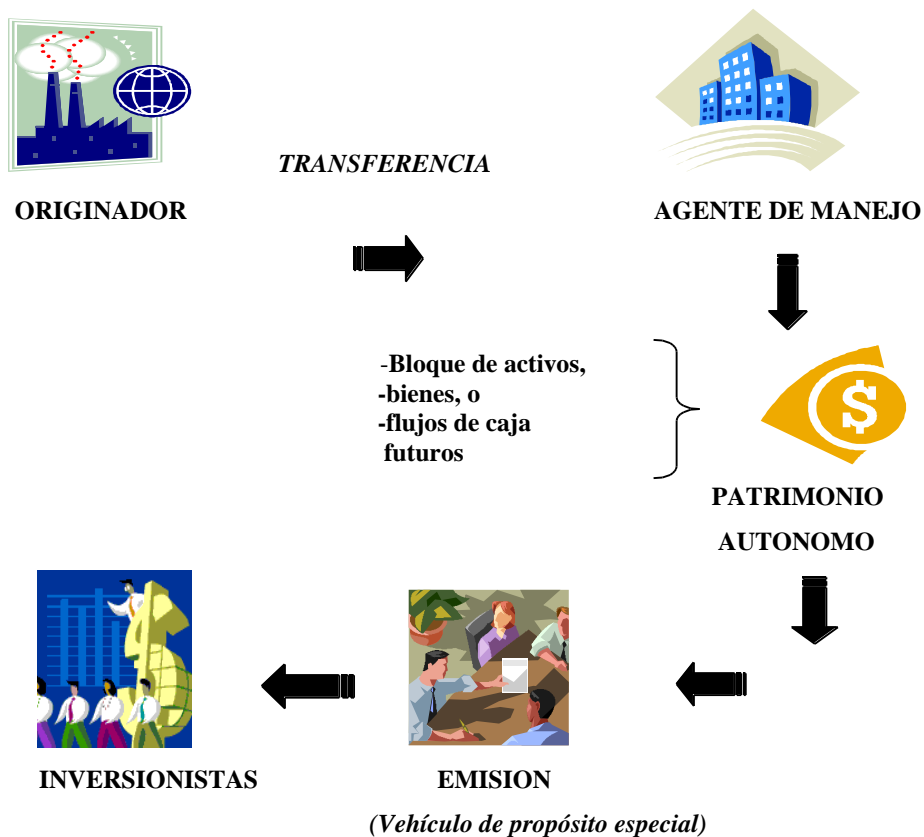 TRANSFERENCIA
ORIGINADOR
AGENTE DE MANEJO
-Bloque de activos,
-bienes, o
-flujos de caja
futuros
$
PATRIMONIO
AUTONOMO
INVERSIONISTAS
EMISION
(Vehículo de propósito especial)